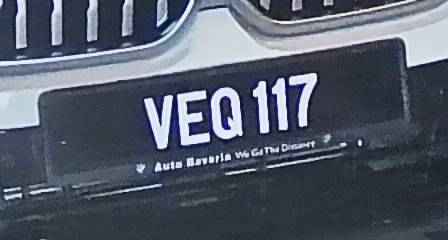 VEQ 117
Auto Bavaria We Go The Distance